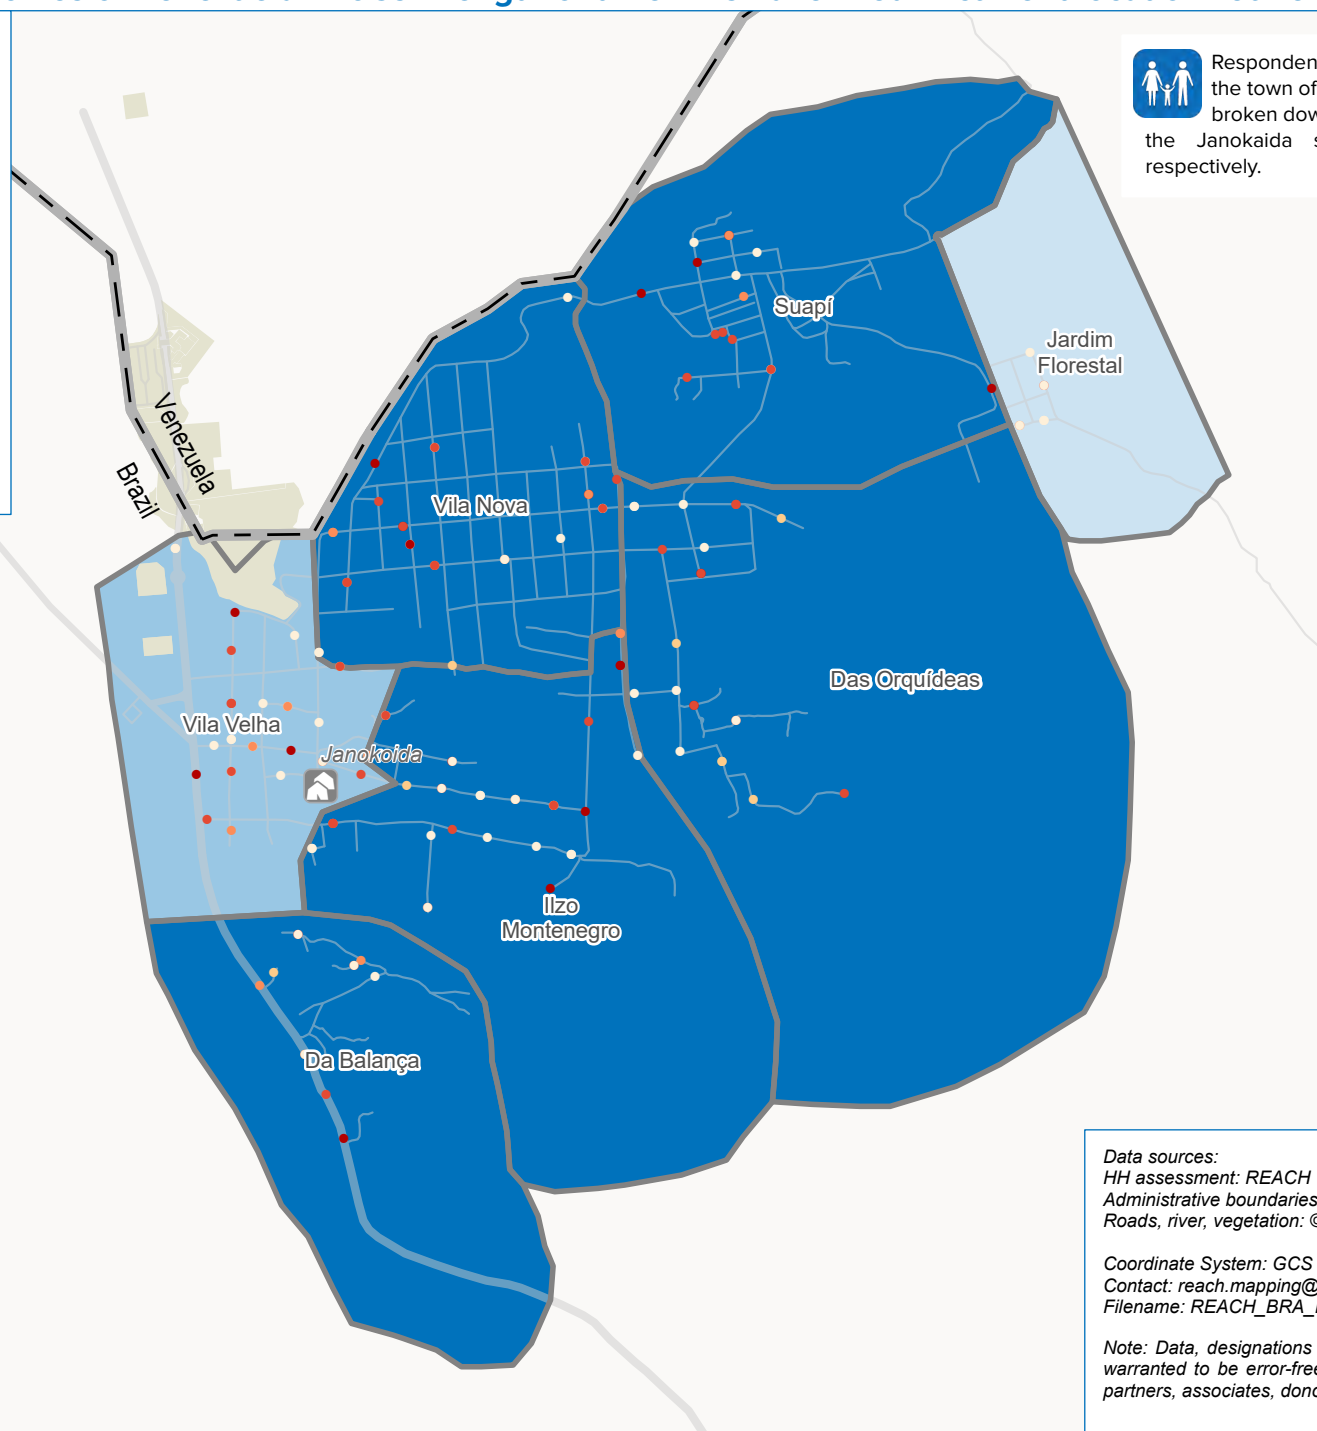 Responden
the town of
broken dow
the Janokaida s
respectively.
Suapí
Jardim
Florestal
Venezuela
Brazil
Vila Nova
Das Orquídeas
Vila Velha
Janokoida
Ilzo
Montenegro
Da Balança
Data sources:
HH assessment: REACH
Administrative boundaries
Roads, river, vegetation: ©
Coordinate System: GCS
Contact: reach.mapping@
Filename: REACH_BRA_
Note: Data, designations
warranted to be error-free
partners, associates, dono